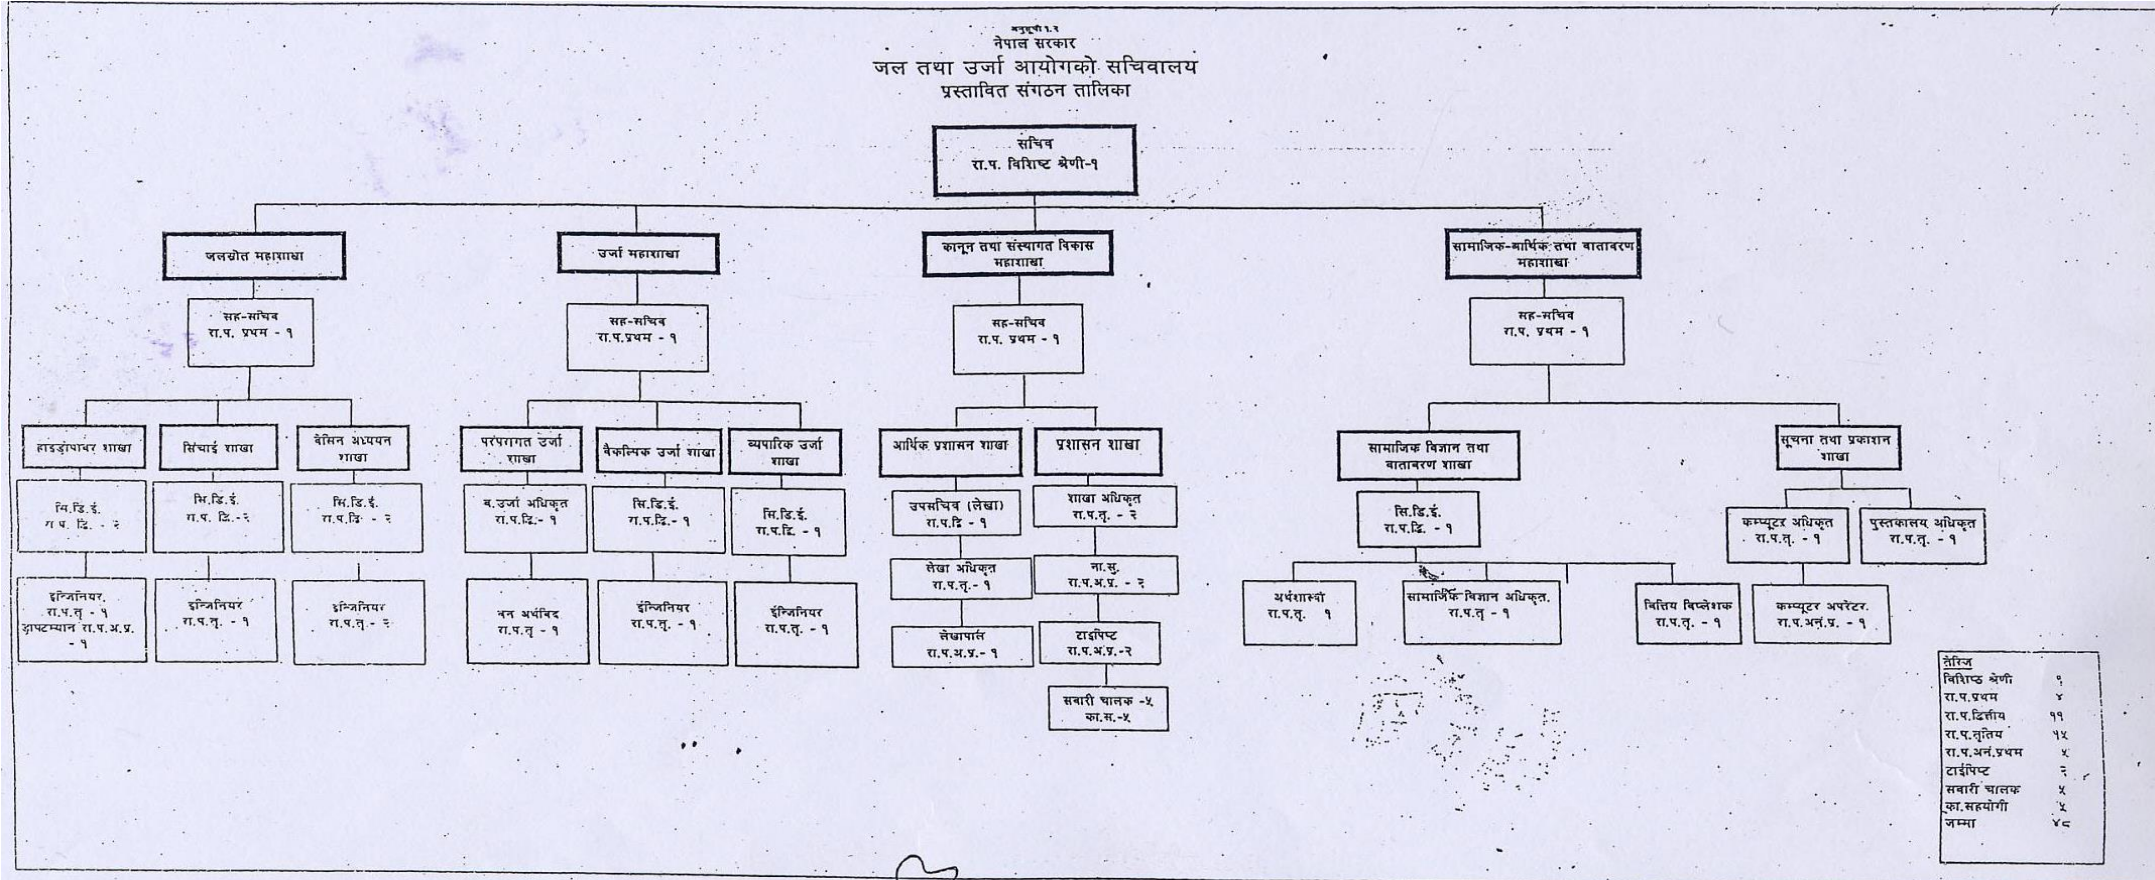 अनुसूची १.२
नेपाल सरकार
जल तथा उर्जा आयोगको सचिवालय
प्रस्तावित संगठन तालिका
सचिव
रा.प. विशिष्ट श्रेणी-१
जलस्रोत महाशाखा
उर्जा महाशाखा
कानून तथा संस्थागत विकास
महाशाखा
सामाजिक-आर्थिक तथा वातावरण
महाशाखा
सह-सचिव
रा.प. प्रथम - १
सह-सचिव
रा.प.प्रथम - १
सह-सचिव
रा.प. प्रथम - १
सह-सचिव
रा.प. प्रथम - १
हाइड्रोपावर शाखा
सिंचाई शाखा
बेसिन अध्ययन
शाखा
परंपरागत उर्जा
शाखा
वैकल्पिक उर्जा शाखा
व्यपारिक उर्जा
शाखा
आर्थिक प्रशासन शाखा
प्रशासन शाखा
सामाजिक विज्ञान तथा
वातावरण शाखा
सूचना तथा प्रकाशन
शाखा
सि.डि.ई.
रा.प. द्वि. - २
सि.डि.ई.
रा.प. द्वि.-२
सि.डि.ई.
रा.प.द्वि - २
ब.उर्जा अधिकृत
रा.प.द्वि.- १
सि.डि.ई.
रा.प.द्वि.- १
सि.डि.ई.
रा.प.द्वि. - १
उपसचिव (लेखा)
रा.प.द्वि - १
शाखा अधिकृत
रा.प.तृ. - २
सि.डि.ई.
रा.प.द्वि. - १
कम्प्यूटर अधिकृत
रा.प.तृ. - १
पुस्तकालय अधिकृत
रा.प.तृ. - १
लेखा अधिकृत
रा.प.तृ.- १
ना.सु.
रा.प.अ.प्र. - २
इन्जिनियर.
रा.प.तृ - १
ड्राफ्टम्यान रा.प.अ.प्र.
- १
इन्जिनियर
रा.प.तृ. - १
इन्जिनियर
रा.प.तृ.- २
वन अर्थविद
रा.प.तृ - १
इन्जिनियर
रा.प.तृ. - १
इन्जिनियर
रा.प.तृ. - १
लेखापाल
रा.प.अ.प्र.- १
टाइपिष्ट
रा.प.अ.प्र.-२
सवारी चालक -५
का.स.-५
अर्थशास्त्री
रा.प.तृ. १
सामाजिक विज्ञान अधिकृत.
रा.प.तृ - १
वित्तिय विष्लेशक
रा.प.तृ. - १
कम्प्यूटर अपरेटर.
रा.प.अनं.प्र. - १
तेरिज
विशिष्ठ श्रेणी १
रा.प.प्रथम ४
रा.प.द्वितीय ११
रा.प.तृतिय १५
रा.प.अनं.प्रथम ५
टाईपिष्ट २
सवारी चालक ५
का.सहयोगी ५
जम्मा ४८